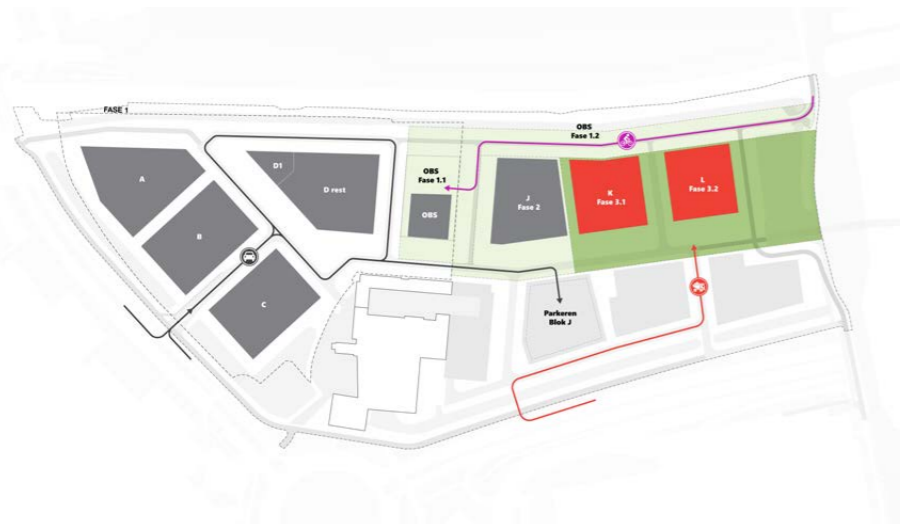 FASE 1
OBS
Fase 1.2
A
D1
D rest
OBS
Fase 1.1
OBS
J
Fase 2
K
Fase 3.1
L
Fase 3.2
B
C
Parkeren
Blok J